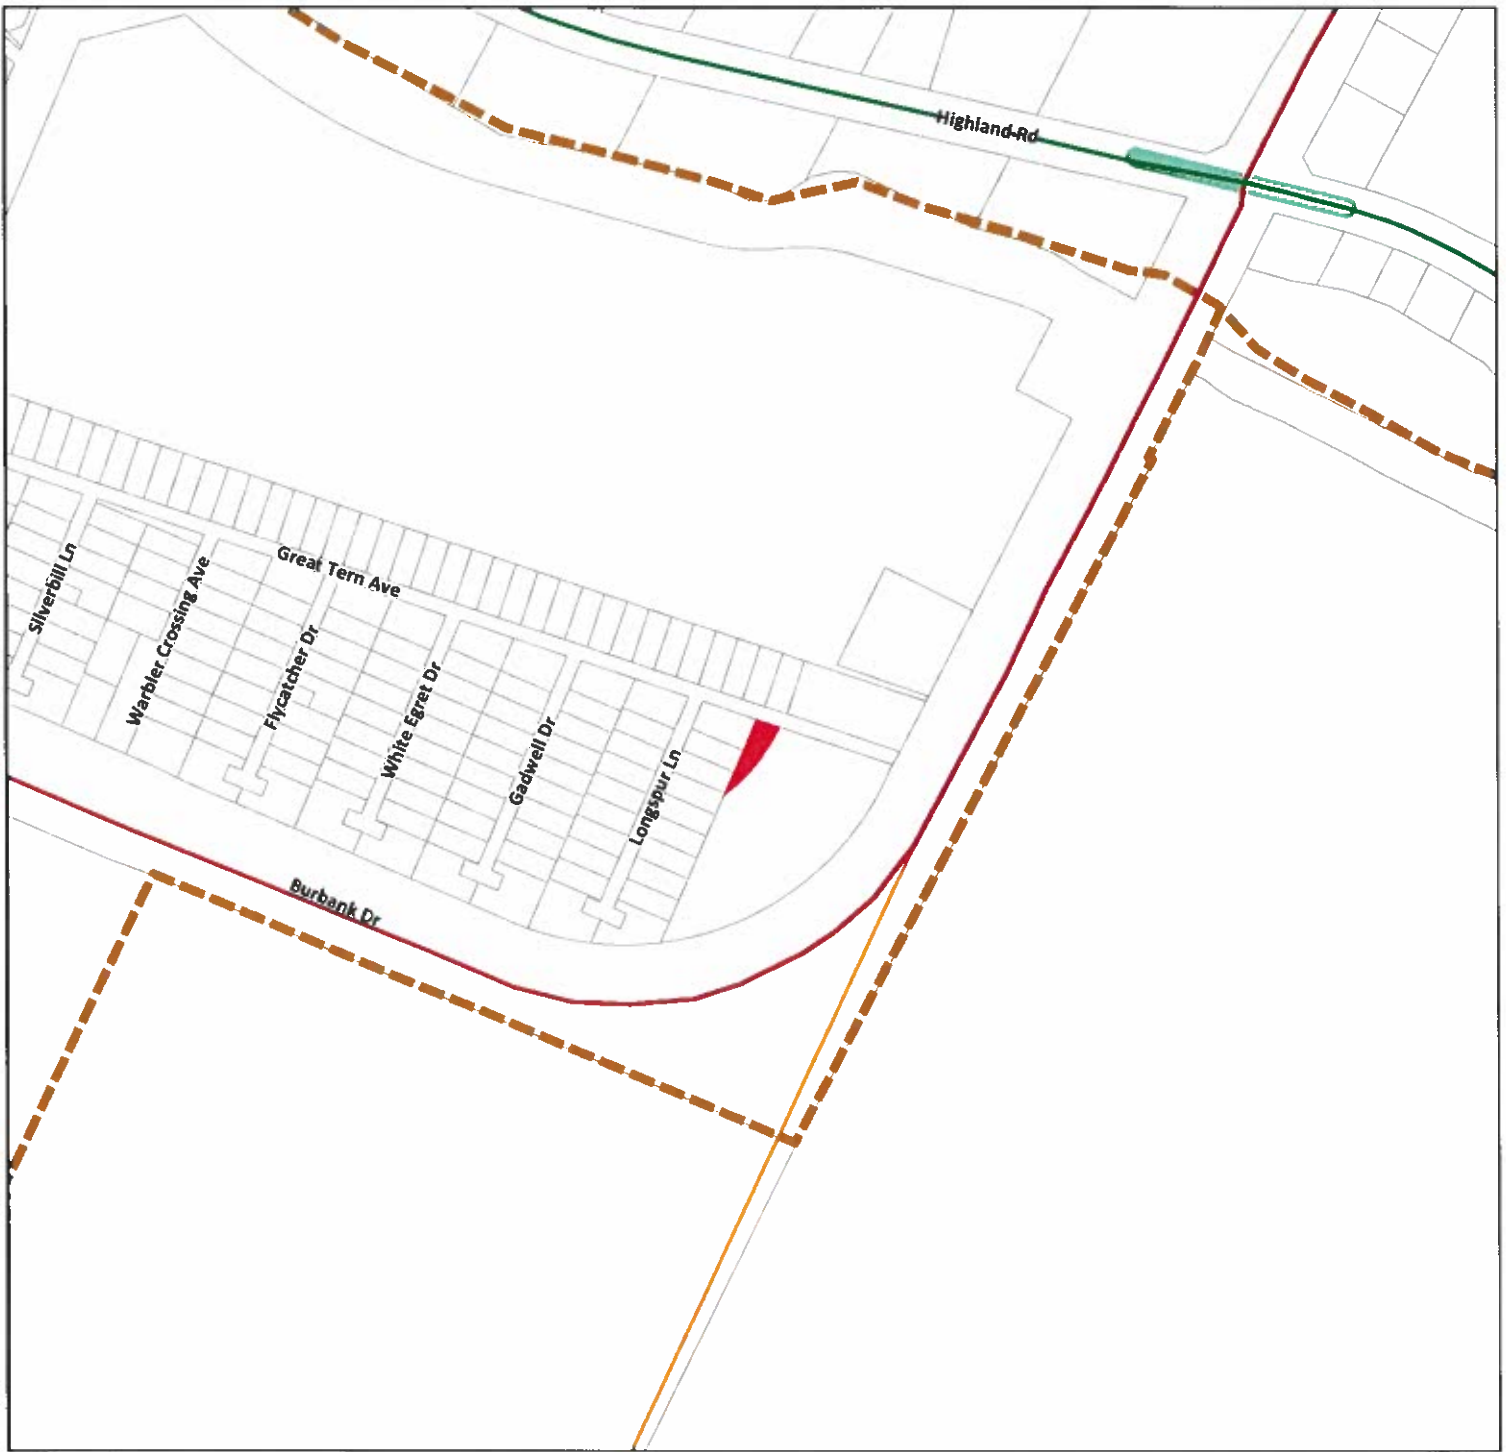 Highland Rd
Great Tern Ave
Silverbill Ln
Warbler Crossing Ave
Flycatcher Dr
White Egret Dr
Gadwell Dr
Longspur Ln
Burbank Dr